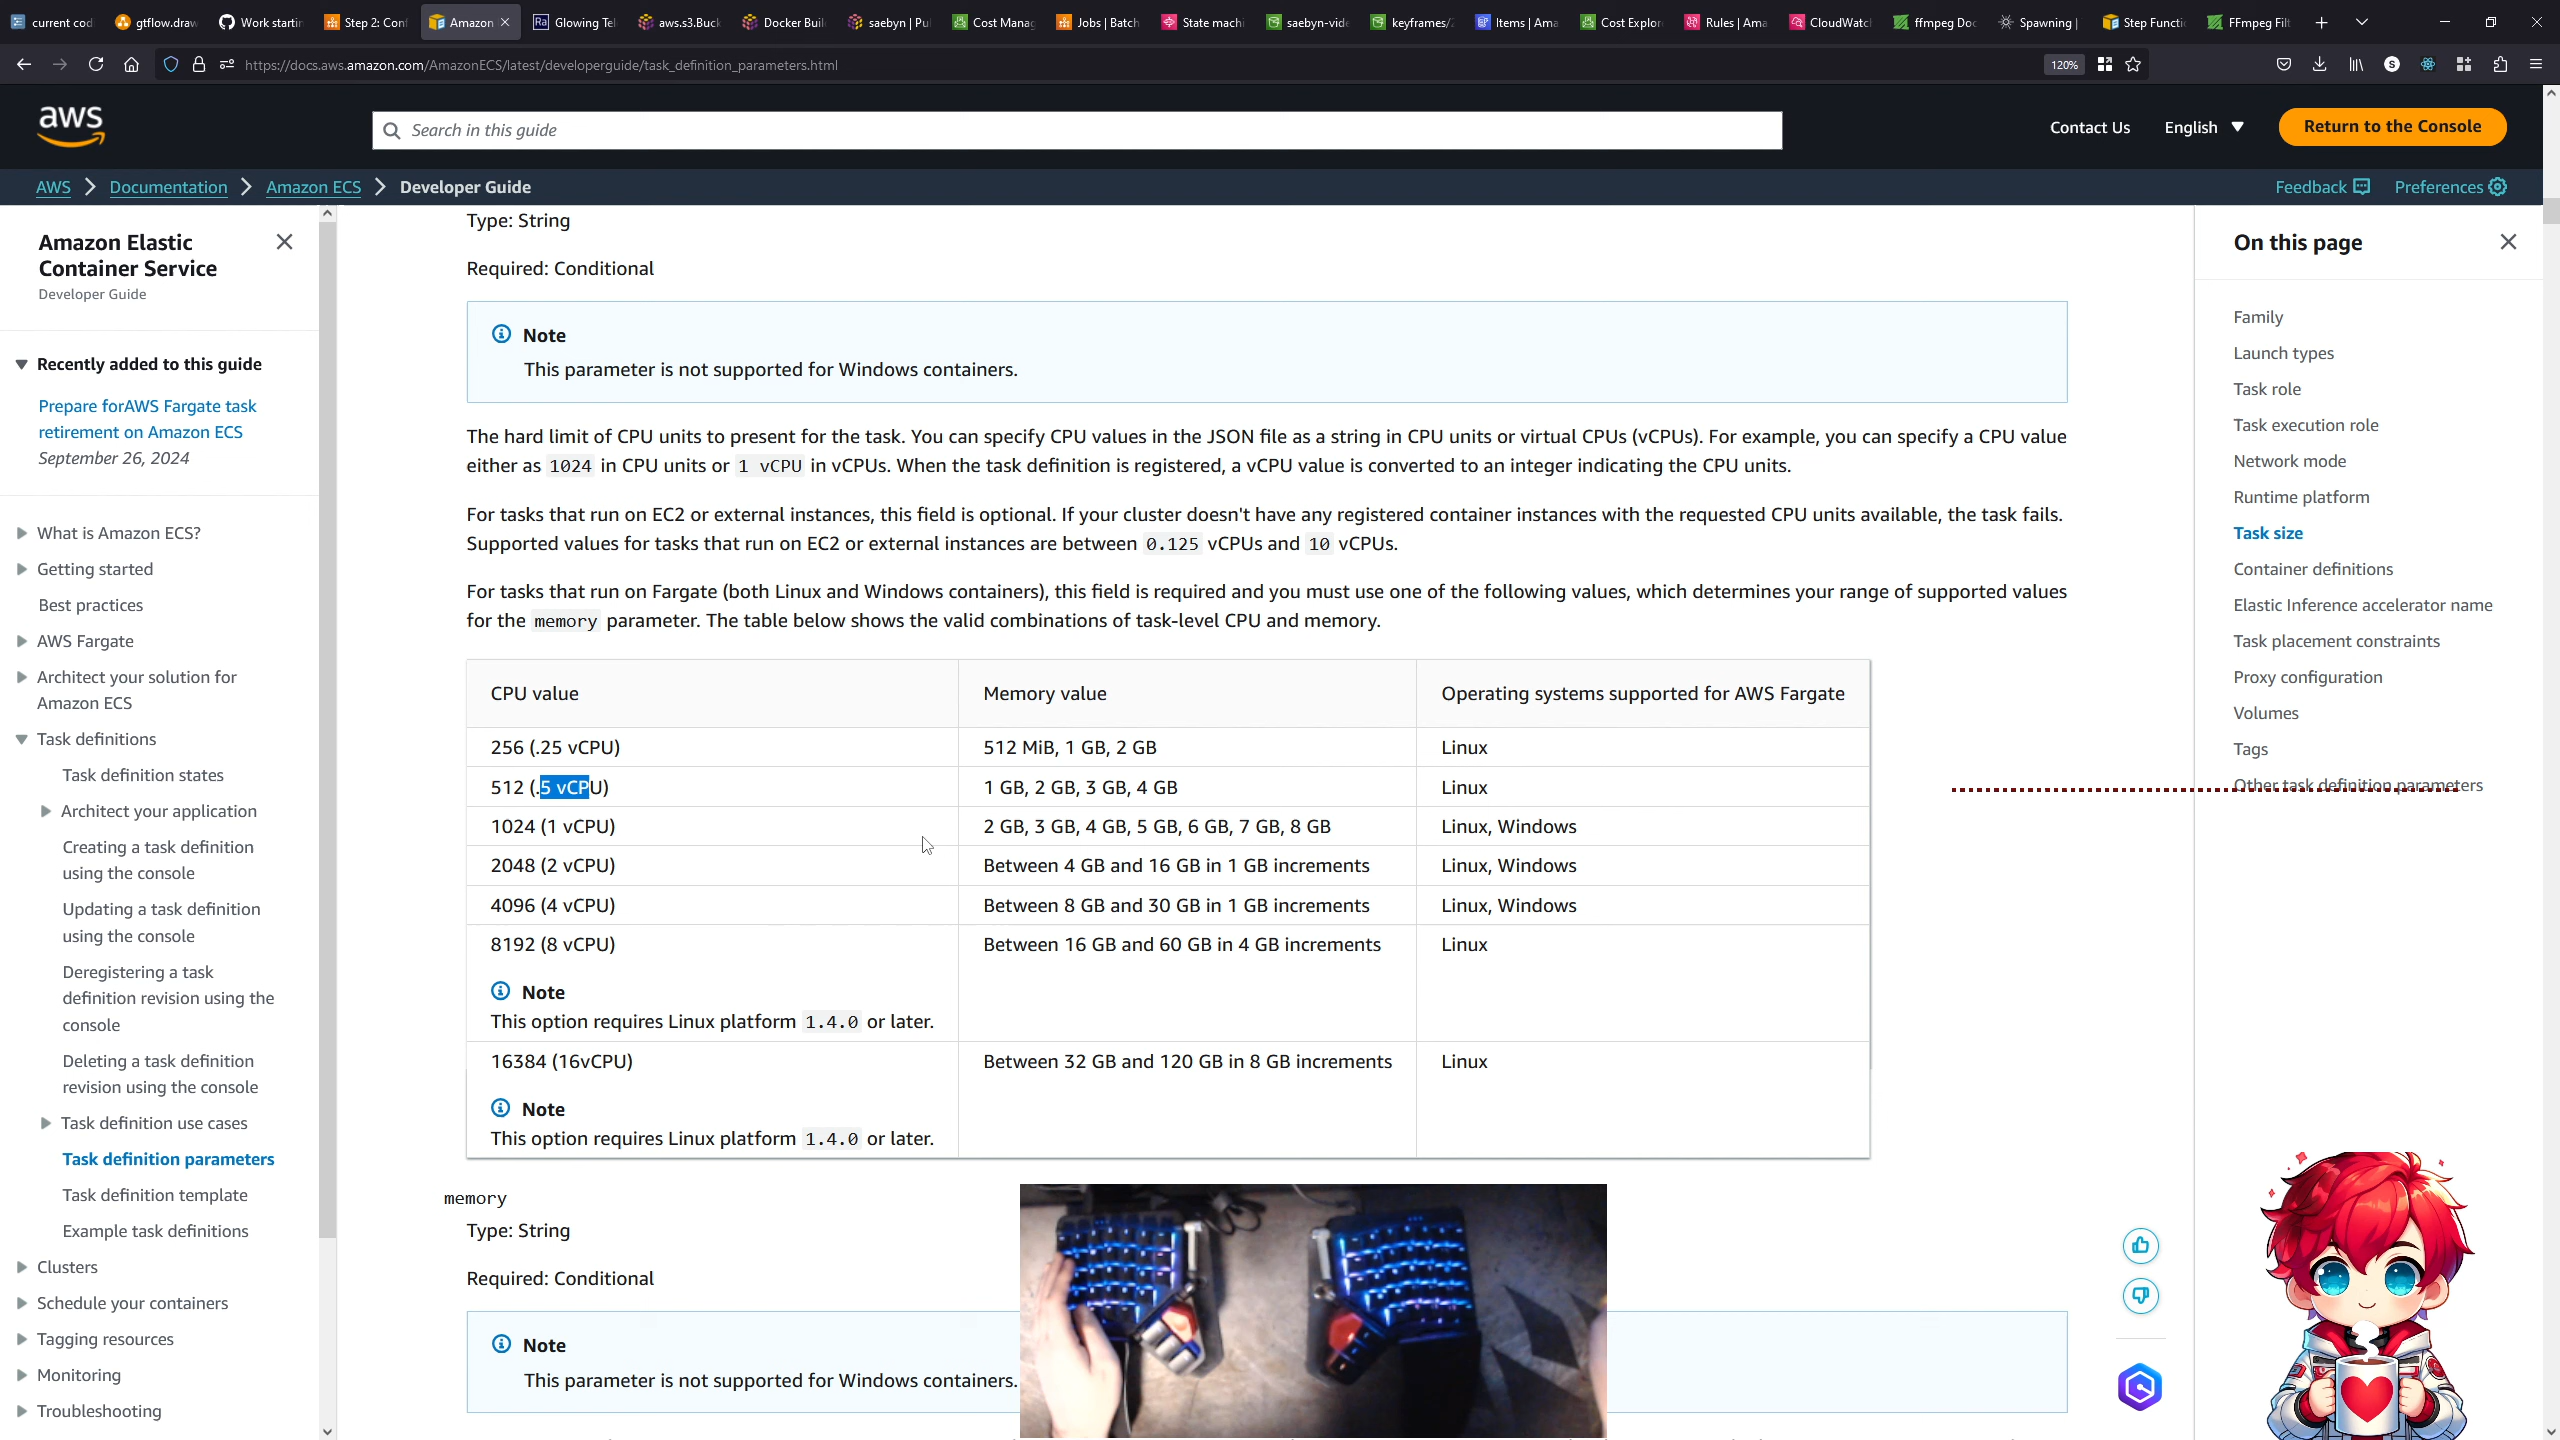 current cod
gtflow.draw
Work startin
Step 2: Conf
Amazon
Glowing Tel
aws.s3.Buck
Docker Buil
saebyn | Pul
Cost Manag
Jobs | Batch
State machi
saebyn-vide
keyframes/2
Items | Ama
Cost Explor
Rules | Ama
CloudWatc
ffmpeg Doc
Spawning |
Step Functi
FFmpeg Filt
https://docs.aws.amazon.com/AmazonECS/latest/developerguide/task_definition_parameters.html
120%
aws
Search in this guide
Contact Us
English
Return to the Console
AWS
Documentation
Amazon ECS
Developer Guide
Feedback
Preferences
Amazon Elastic
Container Service
Developer Guide
Recently added to this guide
Prepare forAWS Fargate task
retirement on Amazon ECS
September 26, 2024
What is Amazon ECS?
Getting started
Best practices
AWS Fargate
Architect your solution for
Amazon ECS
Task definitions
Task definition states
Architect your application
Creating a task definition
using the console
Updating a task definition
using the console
Deregistering a task
definition revision using the
console
Deleting a task definition
revision using the console
Task definition use cases
Task definition parameters
Task definition template
Example task definitions
Clusters
Schedule your containers
Tagging resources
Monitoring
Troubleshooting
Type: String
Required: Conditional
Note
This parameter is not supported for Windows containers.
The hard limit of CPU units to present for the task. You can specify CPU values in the JSON file as a string in CPU units or virtual CPUs (vCPUs). For example, you can specify a CPU value
either as 1024 in CPU units or 1 vCPU in vCPUs. When the task definition is registered, a vCPU value is converted to an integer indicating the CPU units.
For tasks that run on EC2 or external instances, this field is optional. If your cluster doesn't have any registered container instances with the requested CPU units available, the task fails.
Supported values for tasks that run on EC2 or external instances are between 0.125 vCPUs and 10 vCPUs.
For tasks that run on Fargate (both Linux and Windows containers), this field is required and you must use one of the following values, which determines your range of supported values
for the memory parameter. The table below shows the valid combinations of task-level CPU and memory.
CPU value Memory value Operating systems supported for AWS Fargate
256 (.25 vCPU) 512 MiB, 1 GB, 2 GB Linux
512 (.5 vCPU) 1 GB, 2 GB, 3 GB, 4 GB Linux
1024 (1 vCPU) 2 GB, 3 GB, 4 GB, 5 GB, 6 GB, 7 GB, 8 GB Linux, Windows
2048 (2 vCPU) Between 4 GB and 16 GB in 1 GB increments Linux, Windows
4096 (4 vCPU) Between 8 GB and 30 GB in 1 GB increments Linux, Windows
8192 (8 vCPU) Between 16 GB and 60 GB in 4 GB increments Linux
Note
This option requires Linux platform 1.4.0 or later.
16384 (16vCPU) Between 32 GB and 120 GB in 8 GB increments Linux
Note
This option requires Linux platform 1.4.0 or later.
memory
Type: String
Required: Conditional
Note
This parameter is not supported for Windows containers.
On this page
Family
Launch types
Task role
Task execution role
Network mode
Runtime platform
Task size
Container definitions
Elastic Inference accelerator name
Task placement constraints
Proxy configuration
Volumes
Tags
Other task definition parameters